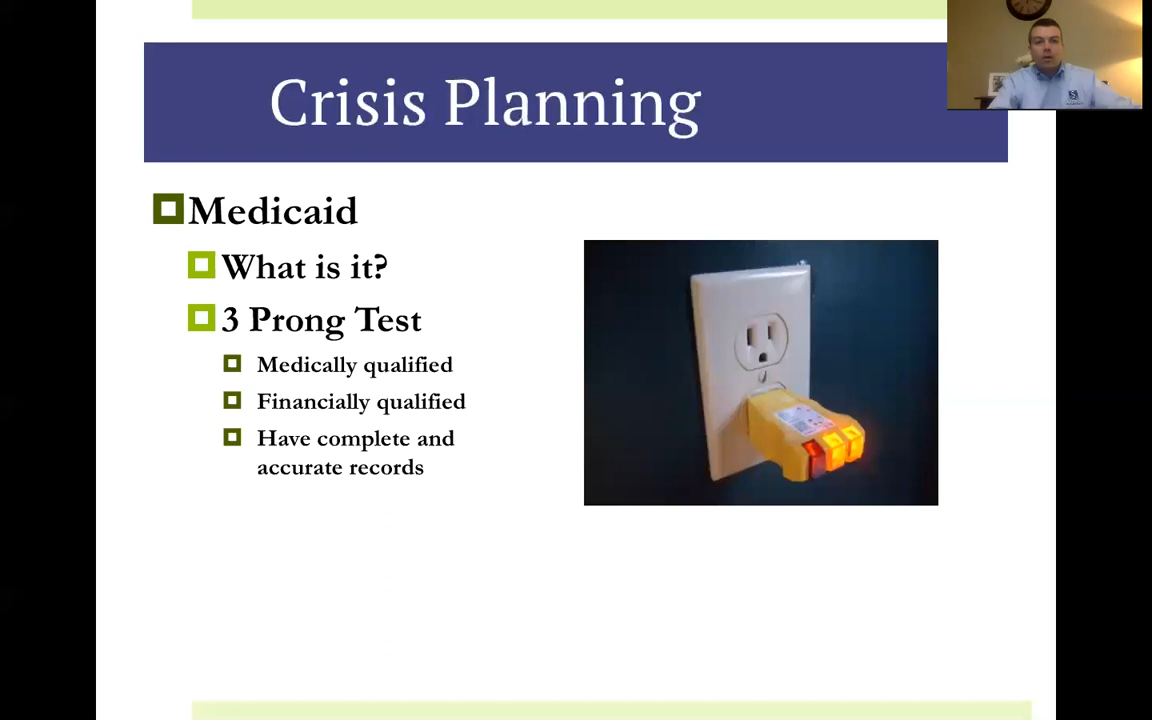 Crisis Planning
Medicaid
What is it?
3 Prong Test
Medically qualified
Financially qualified
Have complete and
accurate records